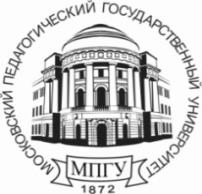 МОСКОВСКИЙ ПЕДАГОГИЧЕСКИЙ ГОСУДАРСТВЕННЫЙ УНИВЕРСИТЕТ
МПГУ
1872